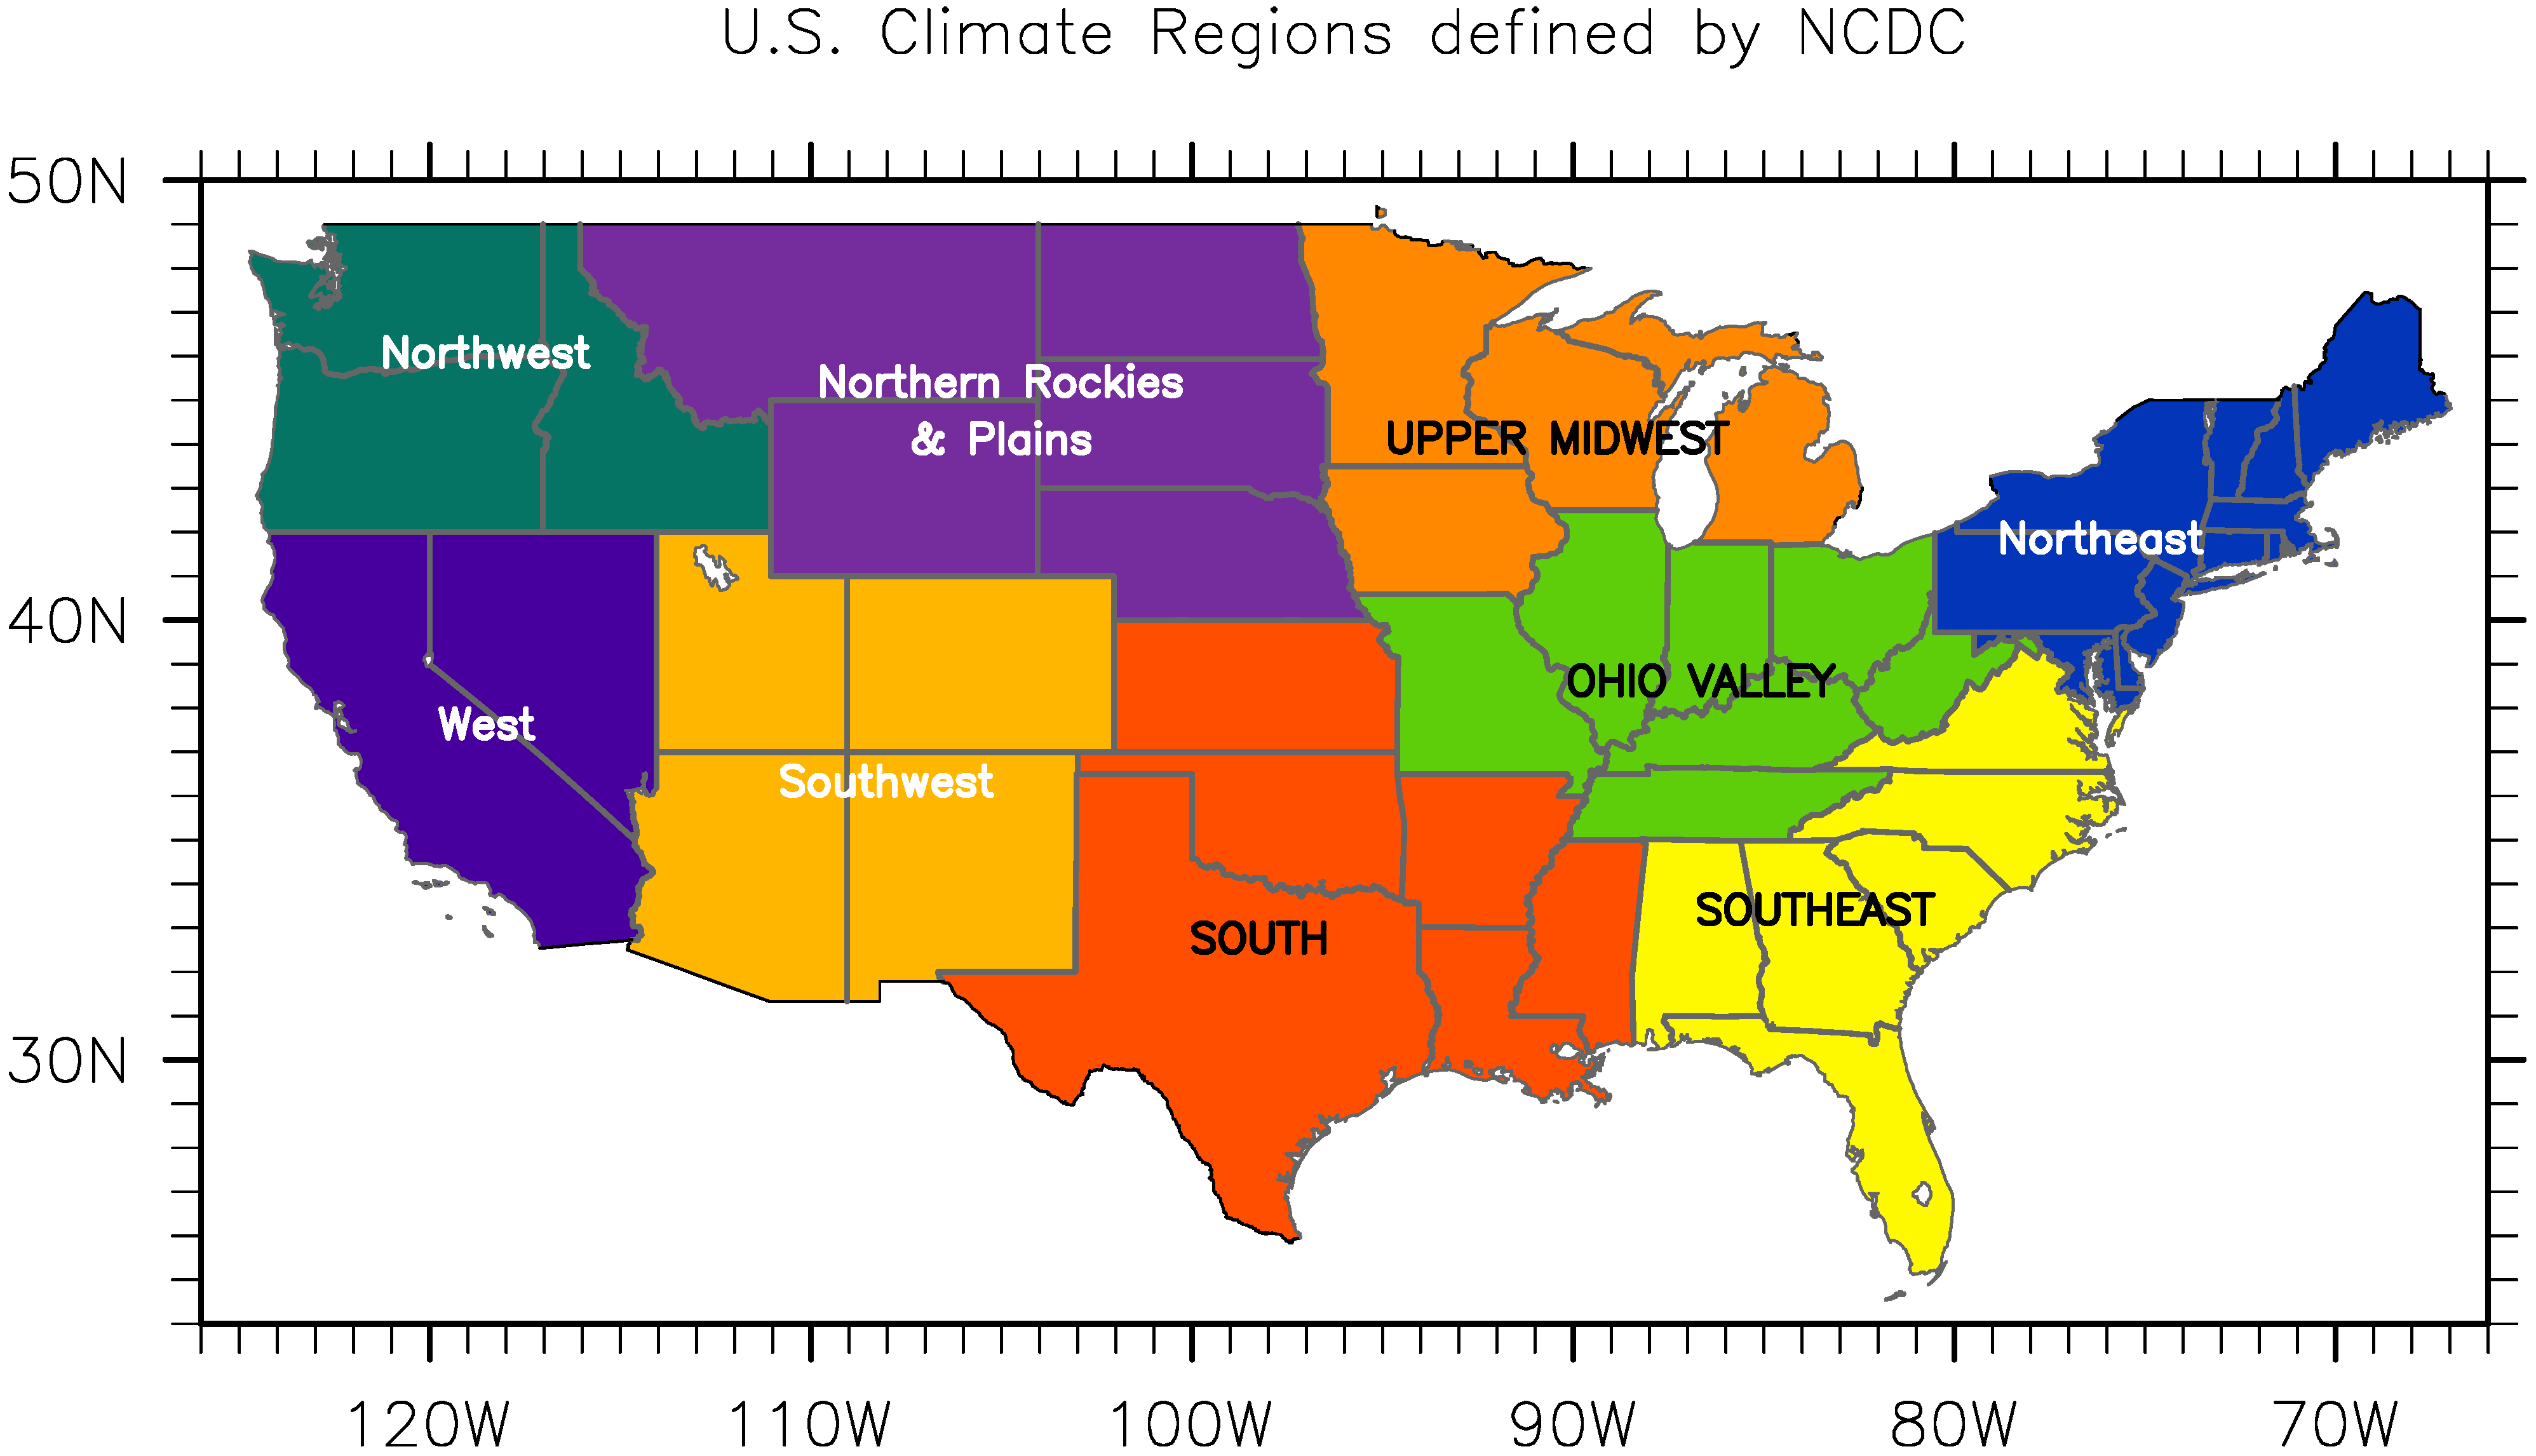 U.S. Climate Regions defined by NCDC
50N
Northwest
Northern Rockies
& Plains
UPPER MIDWEST
Northeast
40N
OHIO VALLEY
West
Southwest
SOUTHEAST
SOUTH
30N
120W 110W 100W 90W 80W 70W